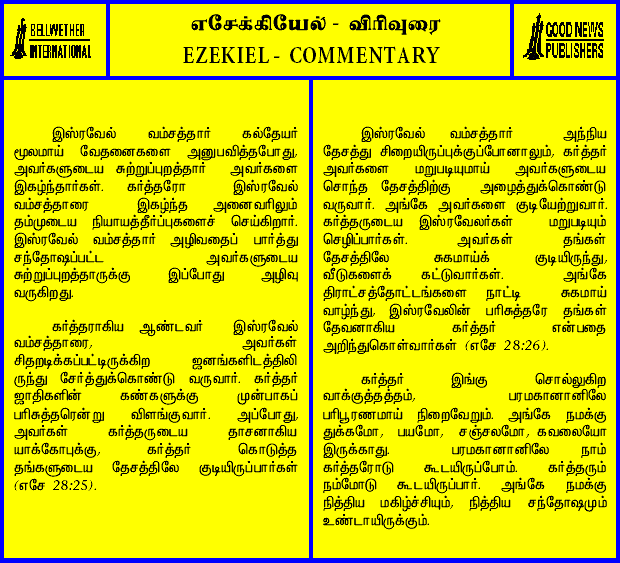 BELLWETHER
INTERNATIONAL
எசேக்கியேல் - விரிவுரை
EZEKIEL - COMMENTARY
GOOD NEWS
PUBLISHERS
இஸ்ரவேல் வம்சத்தார் கல்தேயர்
மூலமாய் வேதனைகளை அனுபவித்தபோது,
அவர்களுடைய சுற்றுப்புறத்தார் அவர்களை
இகழ்ந்தார்கள். கர்த்தரோ இஸ்ரவேல்
வம்சத்தாரை இகழ்ந்த அனைவரிலும்
தம்முடைய நியாயத்தீர்ப்புகளைச் செய்கிறார்.
இஸ்ரவேல் வம்சத்தார் அழிவதைப் பார்த்து
சந்தோஷப்பட்ட அவர்களுடைய
சுற்றுப்புறத்தாருக்கு இப்போது அழிவு
வருகிறது.
கர்த்தராகிய ஆண்டவர் இஸ்ரவேல்
வம்சத்தாரை, அவர்கள்
சிதறடிக்கப்பட்டிருக்கிற ஜனங்களிடத்திலி
ருந்து சேர்த்துக்கொண்டு வருவார். கர்த்தர்
ஜாதிகளின் கண்களுக்கு முன்பாகப்
பரிசுத்தரென்று விளங்குவார். அப்போது,
அவர்கள் கர்த்தருடைய தாசனாகிய
யாக்கோபுக்கு, கர்த்தர் கொடுத்த
தங்களுடைய தேசத்திலே குடியிருப்பார்கள்
(எசே 28:25).
இஸ்ரவேல் வம்சத்தார் அந்நிய
தேசத்து சிறையிருப்புக்குப்போனாலும், கர்த்தர்
அவர்களை மறுபடியுமாய் அவர்களுடைய
சொந்த தேசத்திற்கு அழைத்துக்கொண்டு
வருவார். அங்கே அவர்களை குடியேற்றுவார்.
கர்த்தருடைய இஸ்ரவேலர்கள் மறுபடியும்
செழிப்பார்கள். அவர்கள் தங்கள்
தேசத்திலே சுகமாய்க் குடியிருந்து,
வீடுகளைக் கட்டுவார்கள். அங்கே
திராட்சத்தோட்டங்களை நாட்டி சுகமாய்
வாழ்ந்து, இஸ்ரவேலின் பரிசுத்தரே தங்கள்
தேவனாகிய கர்த்தர் என்பதை
அறிந்துகொள்வார்கள் (எசே 28:26).
கர்த்தர் இங்கு சொல்லுகிற
வாக்குத்தத்தம், பரமகானானிலே
பரிபூரணமாய் நிறைவேறும். அங்கே நமக்கு
துக்கமோ, பயமோ, சஞ்சலமோ, கவலையோ
இருக்காது. பரமகானானிலே நாம்
கர்த்தரோடு கூடயிருப்போம். கர்த்தரும்
நம்மோடு கூடயிருப்பார். அங்கே நமக்கு
நித்திய மகிழ்ச்சியும், நித்திய சந்தோஷமும்
உண்டாயிருக்கும்.